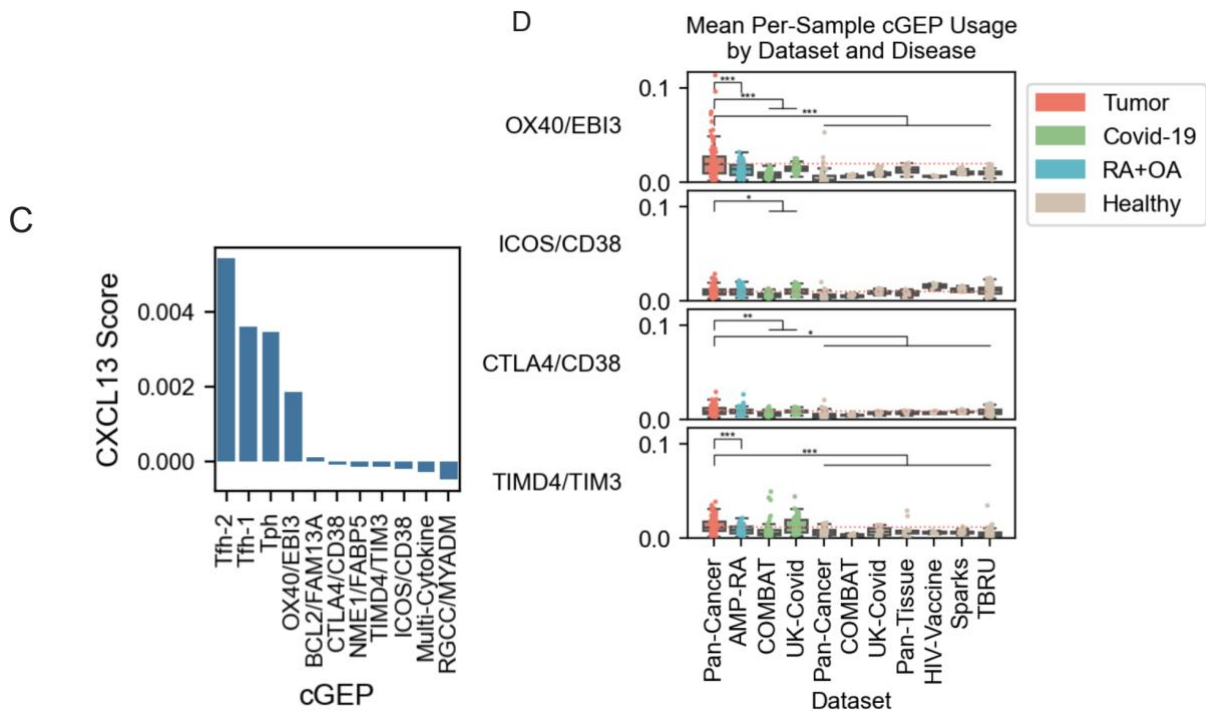 C
CXCL13 Score
0.004
0.002
0.000
Tfh-2
Tfh-1
Tph
OX40/EBI3
BCL2/FAM13A
CTLA4/CD38
NME1/FABP5
TIMD4/TIM3
ICOS/CD38
Multi-Cytokine
RGCC/MYADM
cGEP
D
Mean Per-Sample cGEP Usage
by Dataset and Disease
OX40/EBI3
0.1
0.0
***
***
***
ICOS/CD38
0.1
0.0
*
CTLA4/CD38
0.1
0.0
**
*
TIMD4/TIM3
0.1
0.0
***
***
Pan-Cancer
AMP-RA
COMBAT
UK-Covid
Pan-Cancer
COMBAT
UK-Covid
Pan-Tissue
HIV-Vaccine
Sparks
TBRU
Dataset
Tumor
Covid-19
RA+OA
Healthy